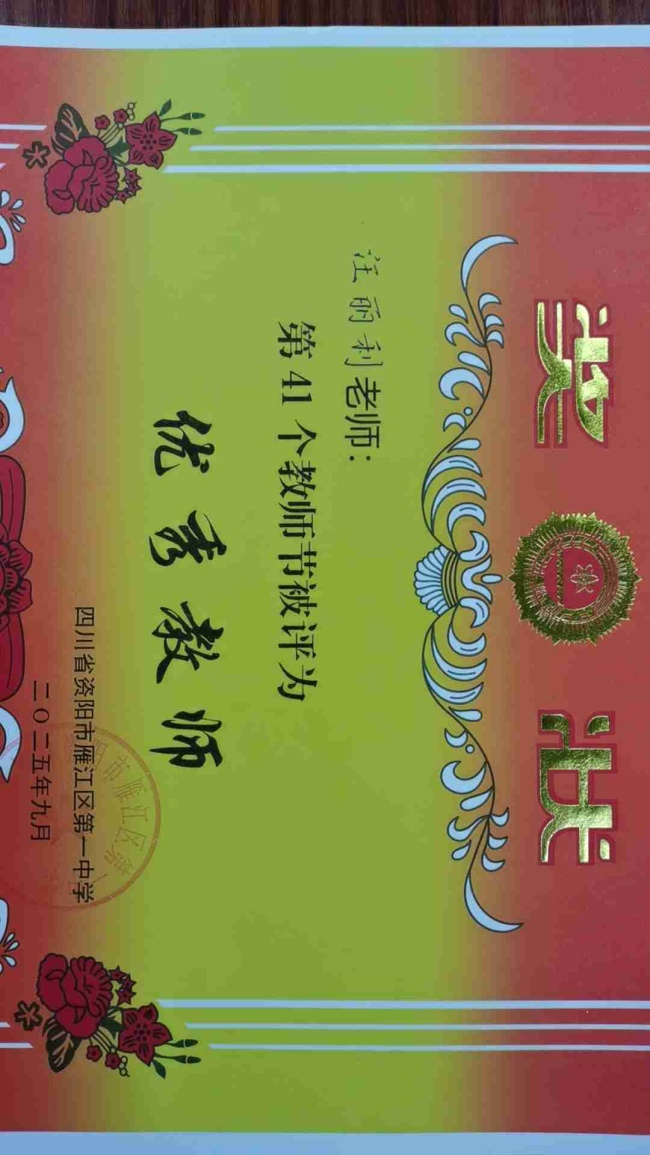 奖状
汪丽利老师：
第41个教师节被评为
优秀教师
四川省资阳市雁江区第一中学
二〇二五年九月